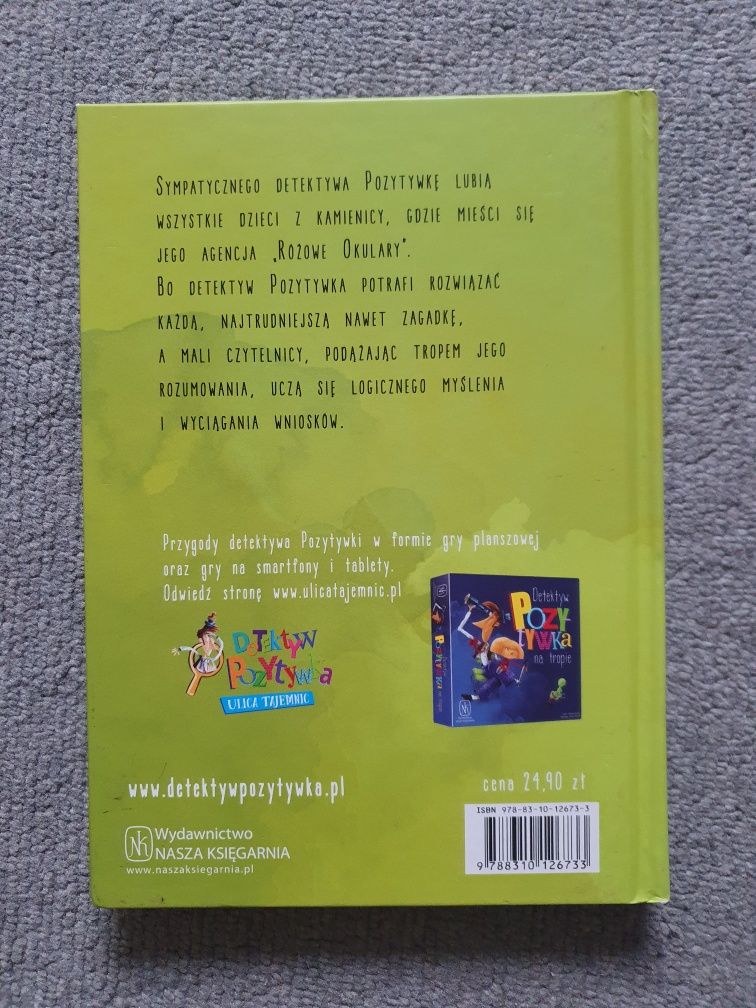 Sympatycznego detektywa Pozytywkę lubią
wszystkie dzieci z kamienicy, gdzie mieści się
jego agencja „Różowe Okulary”.
Bo detektyw Pozytywka potrafi rozwiązać
każdą, najtrudniejszą nawet zagadkę,
a mali czytelnicy, podążając tropem jego
rozumowania, uczą się logicznego myślenia
i wyciągania wniosków.
Przygody detektywa Pozytywki w formie gry planszowej
oraz gry na smartfony i tablety.
Odwiedź stronę www.ulicatajemnic.pl
Detektyw
Pozytywka
ULICA TAJEMNIC
Detektyw
POZY-
TYWKA
na tropie
www.detektywpozytywka.pl
cena 24,90 zł
ISBN 978-83-10-12673-3
9 788310 126733
Wydawnictwo
NASZA KSIĘGARNIA
www.naszaksiegarnia.pl